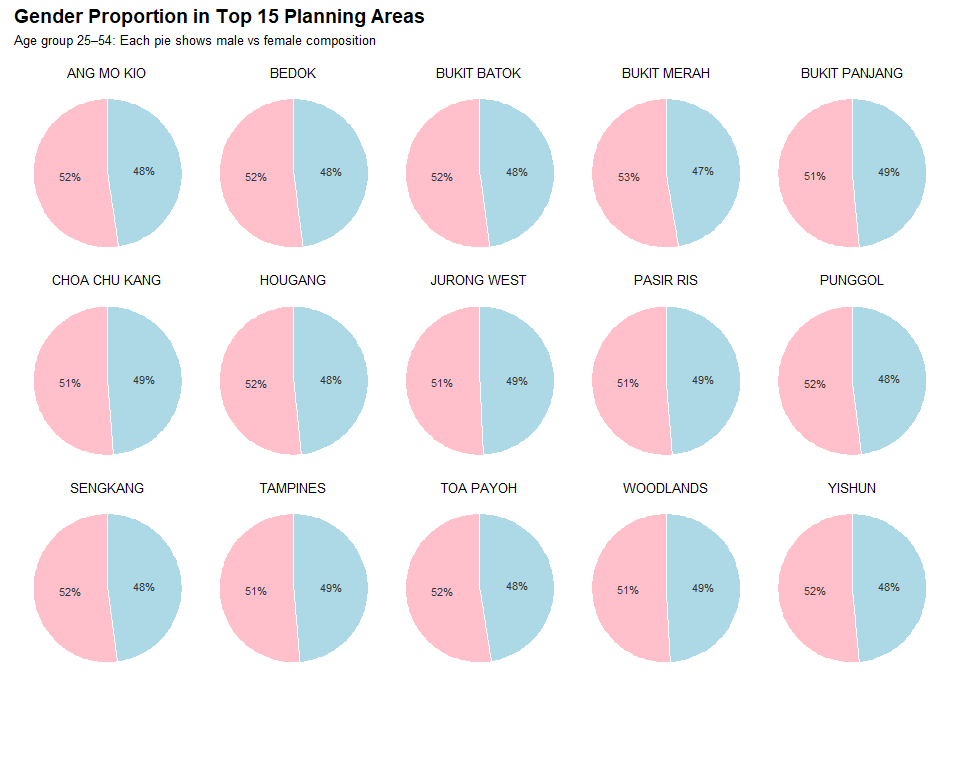 Gender Proportion in Top 15 Planning Areas
Age group 25–54: Each pie shows male vs female composition
ANG MO KIO BEDOK BUKIT BATOK BUKIT MERAH BUKIT PANJANG
52% 48% 52% 48% 52% 48% 53% 47% 51% 49%
CHOA CHU KANG HOUGANG JURONG WEST PASIR RIS PUNGGOL
51% 49% 52% 48% 51% 49% 51% 49% 52% 48%
SENGKANG TAMPINES TOA PAYOH WOODLANDS YISHUN
52% 48% 51% 49% 52% 48% 51% 49% 52% 48%